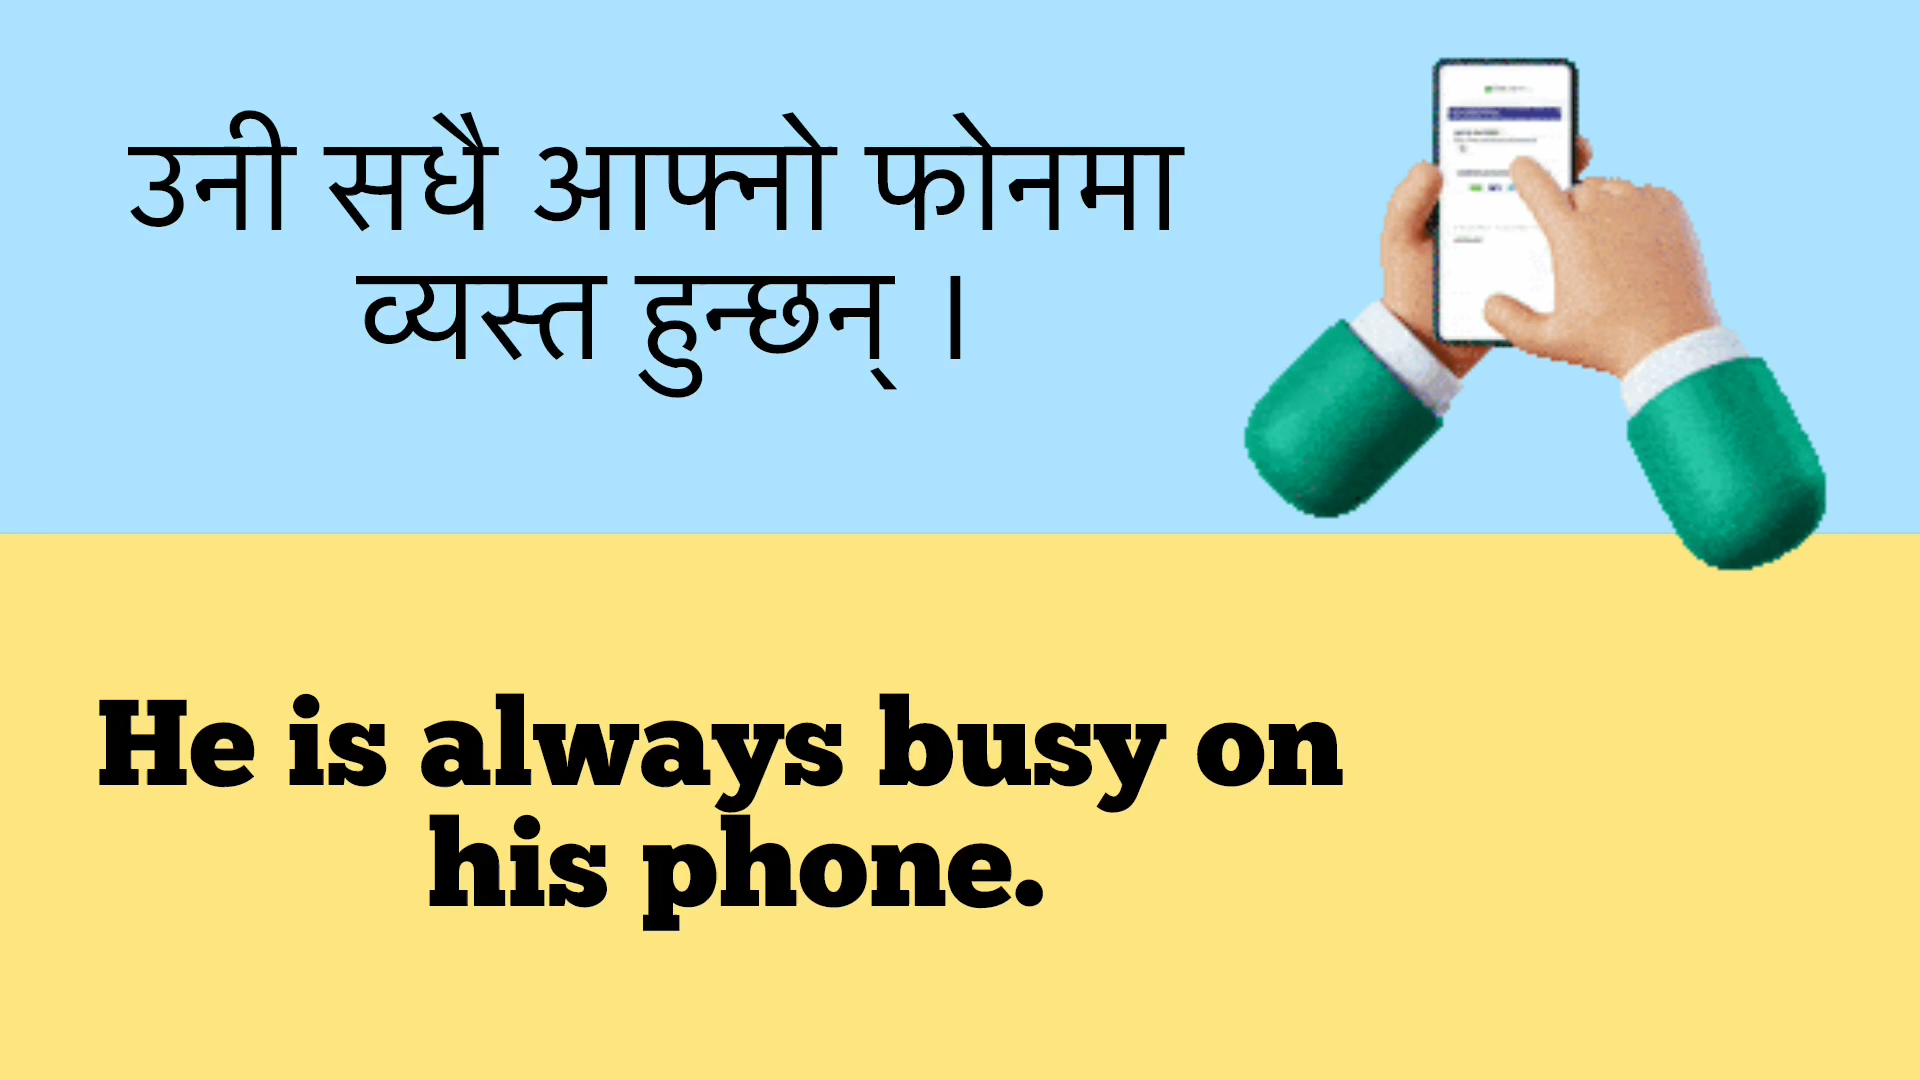 उनी सधै आफ्नो फोनमा
व्यस्त हुन्छन् ।
He is always busy on
his phone.